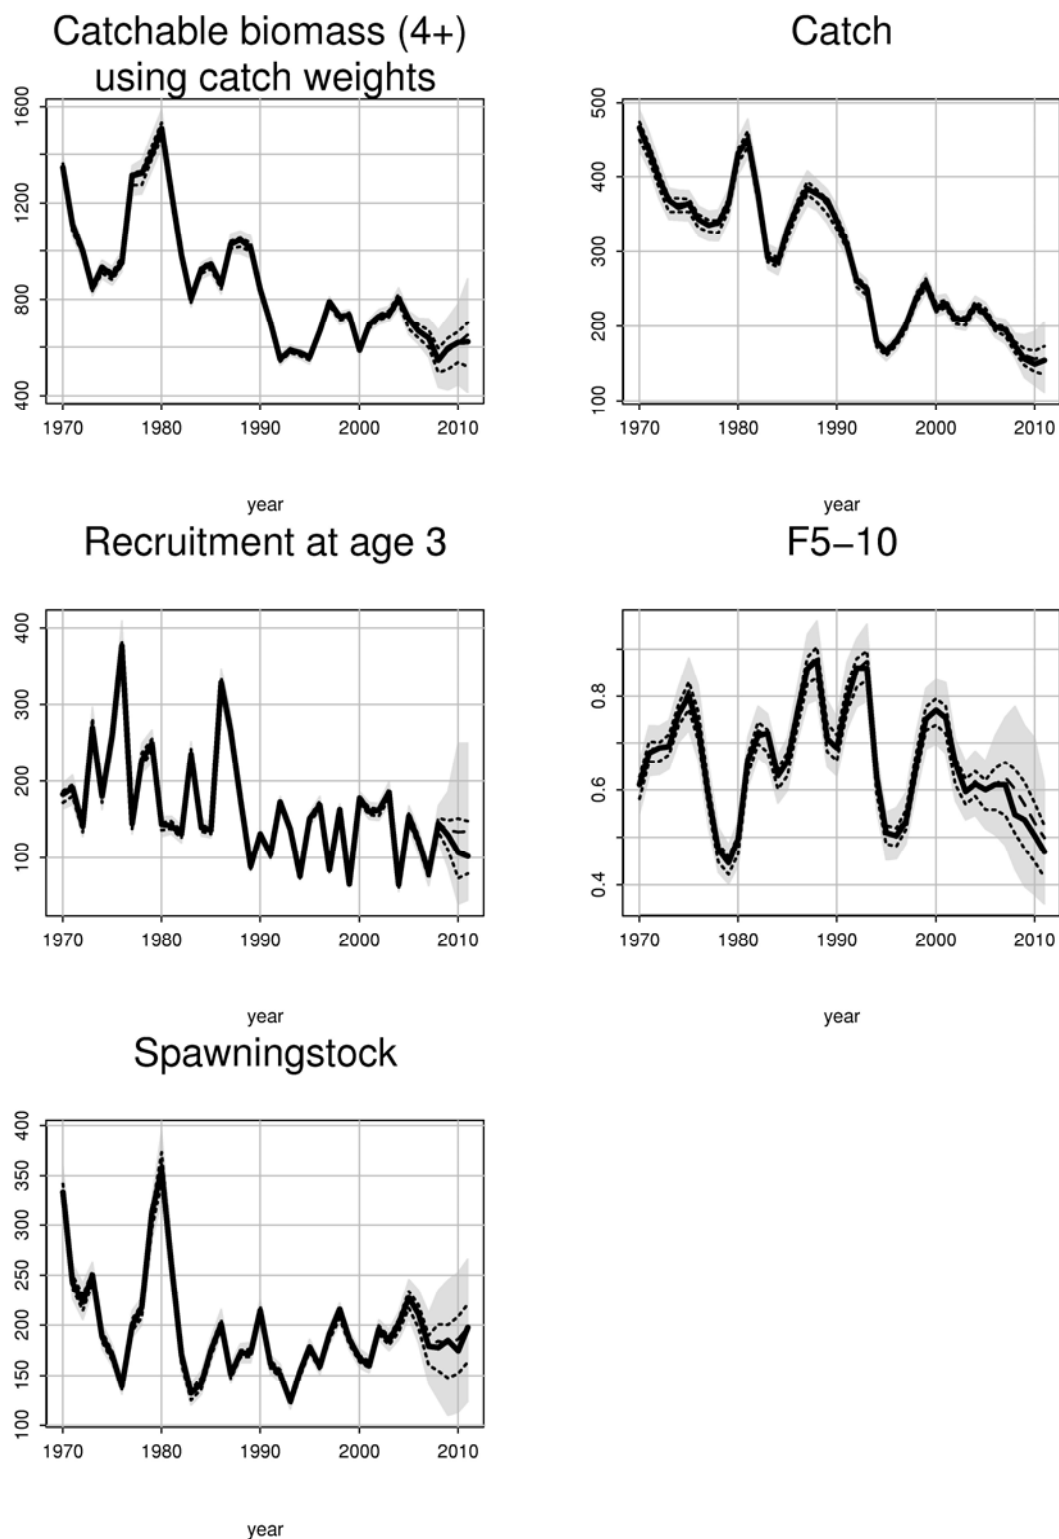 Catchable biomass (4+)
using catch weights
1600
1200
800
400
1970 1980 1990 2000 2010
year
Catch
500
400
300
200
100
1970 1980 1990 2000 2010
year
Recruitment at age 3
400
300
200
100
1970 1980 1990 2000 2010
year
F5−10
0.8
0.6
0.4
1970 1980 1990 2000 2010
year
Spawningstock
400
350
300
250
200
150
100
1970 1980 1990 2000 2010
year